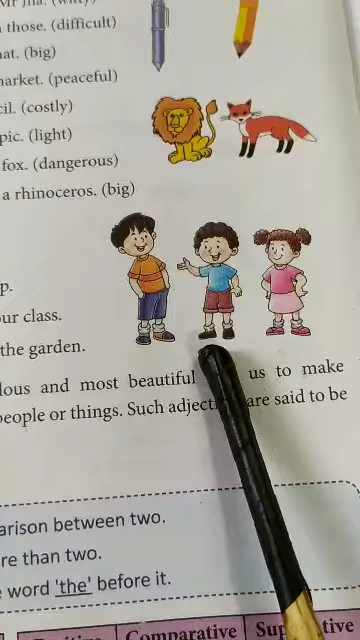 Mr Jha. (witty)
those. (difficult)
at. (big)
market. (peaceful)
cil. (costly)
pic. (light)
fox. (dangerous)
a rhinoceros. (big)
p.
ur class.
the garden.
lous and most beautiful us to make
people or things. Such adjecti are said to be
arison between two.
re than two.
word 'the' before it.
Comparative